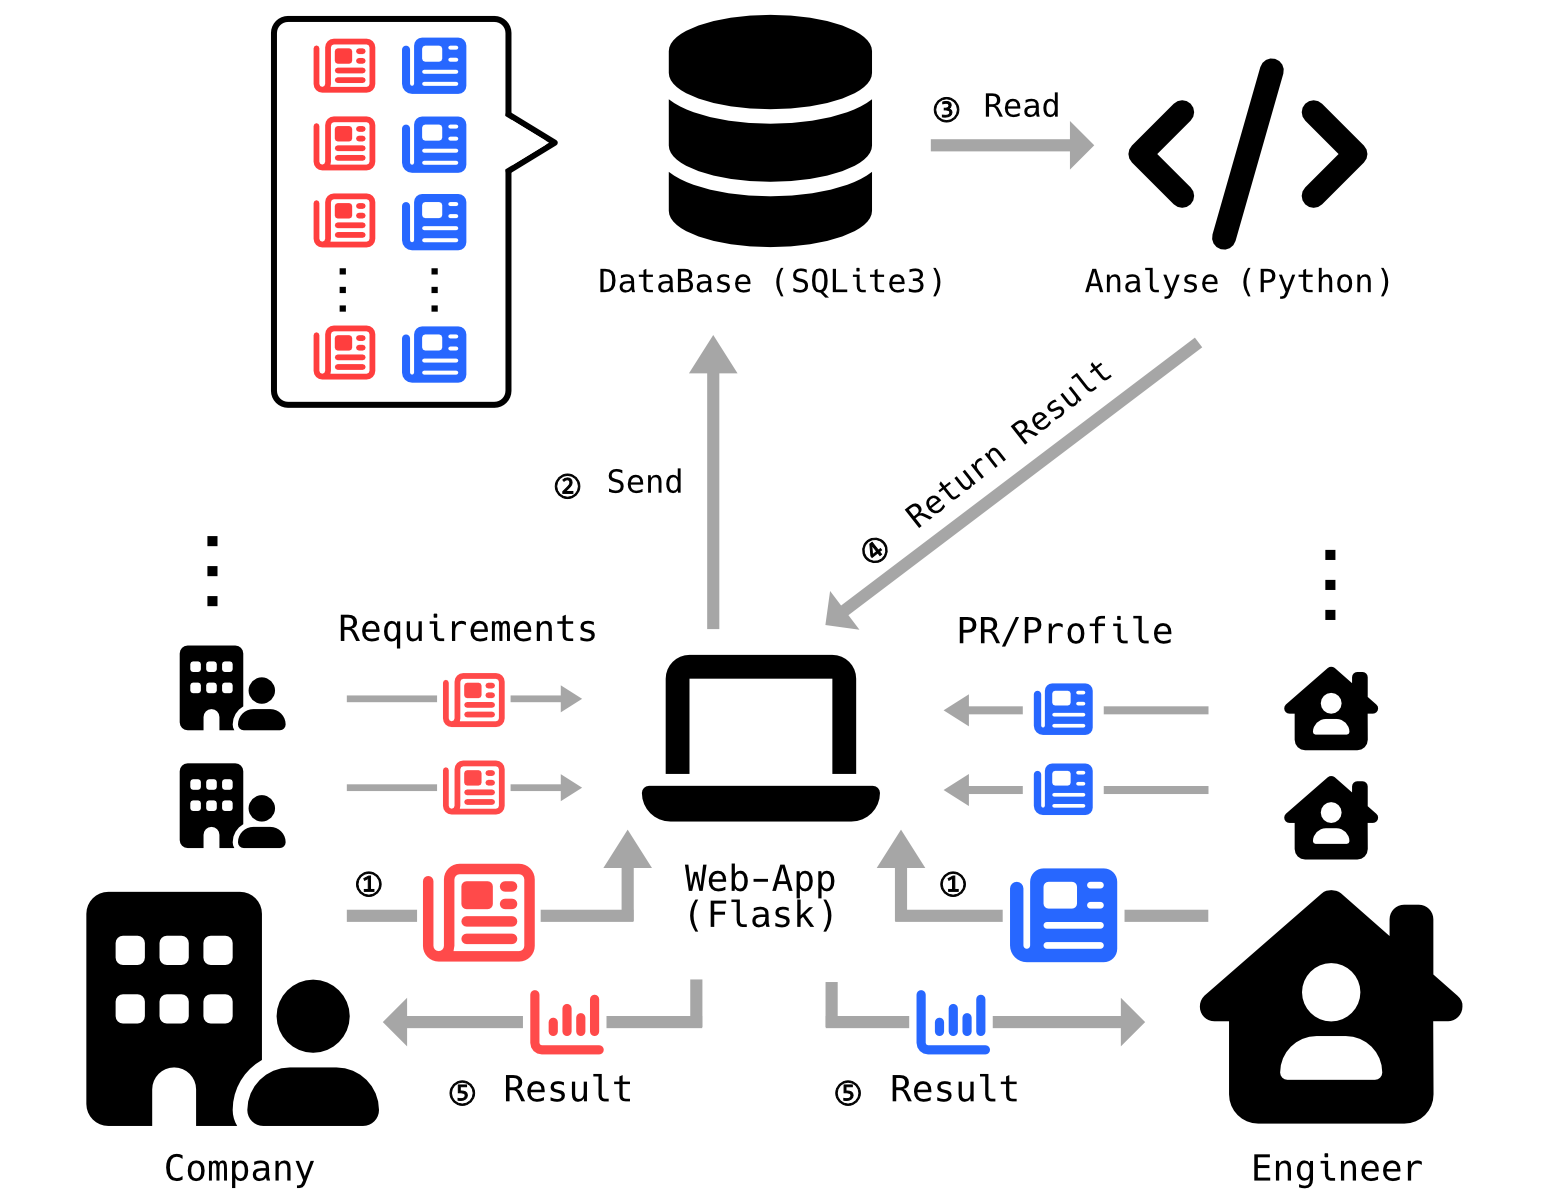 ③ Read
DataBase (SQLite3)
Analyse (Python)
② Send
④ Return Result
Requirements
PR/Profile
①
Web-App
(Flask)
①
⑤ Result
⑤ Result
Company
Engineer